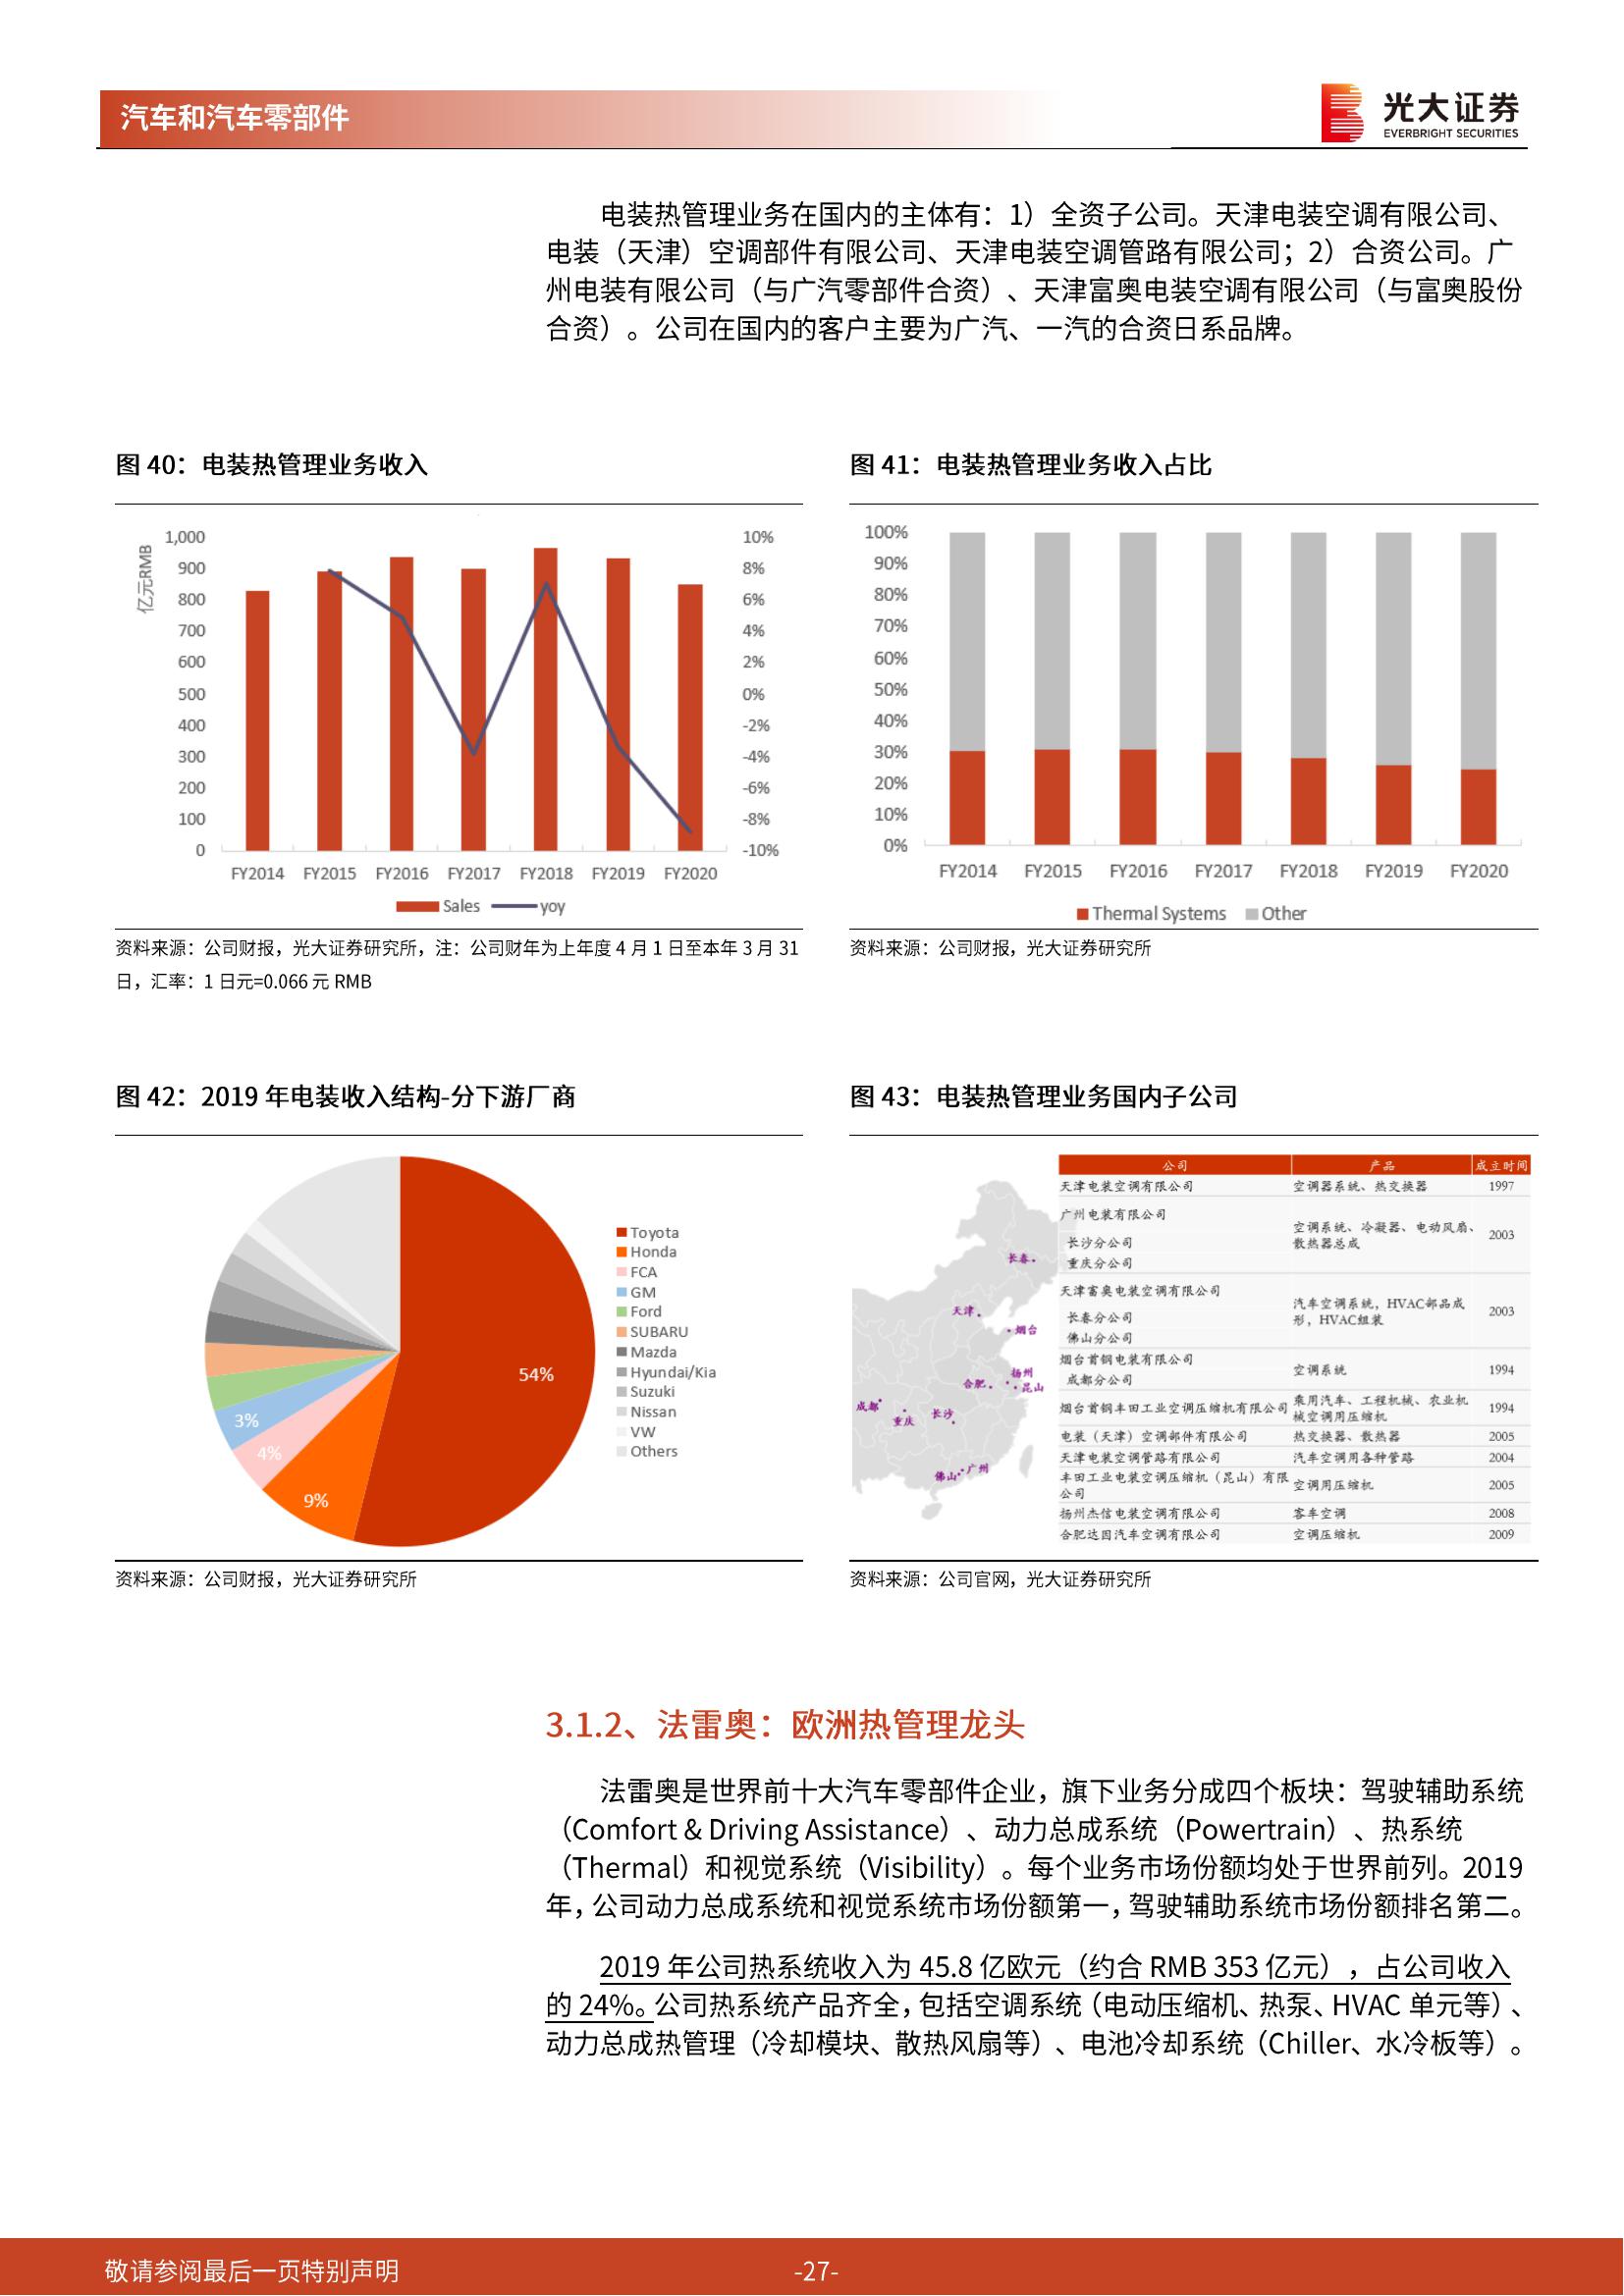 汽车和汽车零部件
光大证券
EVERBRIGHT SECURITIES
电装热管理业务在国内的主体有：1）全资子公司。天津电装空调有限公司、
电装（天津）空调部件有限公司、天津电装空调管路有限公司；2）合资公司。广
州电装有限公司（与广汽零部件合资）、天津富奥电装空调有限公司（与富奥股份
合资）。公司在国内的客户主要为广汽、一汽的合资日系品牌。
图 40：电装热管理业务收入
亿元RMB
1,000
900
800
700
600
500
400
300
200
100
0
10%
8%
6%
4%
2%
0%
-2%
-4%
-6%
-8%
-10%
FY2014 FY2015 FY2016 FY2017 FY2018 FY2019 FY2020
Sales yoy
资料来源：公司财报，光大证券研究所，注：公司财年为上年度 4 月 1 日至本年 3 月 31
日，汇率：1 日元=0.066 元 RMB
图 41：电装热管理业务收入占比
100%
90%
80%
70%
60%
50%
40%
30%
20%
10%
0%
FY2014 FY2015 FY2016 FY2017 FY2018 FY2019 FY2020
Thermal Systems Other
资料来源：公司财报，光大证券研究所
图 42：2019 年电装收入结构-分下游厂商
54%
9%
4%
3%
Toyota
Honda
FCA
GM
Ford
SUBARU
Mazda
Hyundai/Kia
Suzuki
Nissan
VW
Others
资料来源：公司财报，光大证券研究所
图 43：电装热管理业务国内子公司
长春
天津
烟台
扬州
合肥
昆山
成都
重庆
长沙
佛山
广州
公司 产品 成立时间
天津电装空调有限公司 空调器系统、热交换器 1997
广州电装有限公司
长沙分公司
重庆分公司
空调系统、冷凝器、电动风扇、
散热器总成
2003
天津富奥电装空调有限公司
长春分公司
佛山分公司
汽车空调系统，HVAC部品成
形，HVAC组装
2003
烟台首钢电装有限公司
成都分公司
空调系统 1994
烟台首钢丰田工业空调压缩机有限公司
乘用汽车、工程机械、农业机
械空调用压缩机
1994
电装（天津）空调部件有限公司 热交换器、散热器 2005
天津电装空调管路有限公司 汽车空调用各种管路 2004
丰田工业电装空调压缩机（昆山）有限
公司
空调用压缩机 2005
扬州杰信电装空调有限公司 客车空调 2008
合肥达因汽车空调有限公司 空调压缩机 2009
资料来源：公司官网，光大证券研究所
3.1.2、法雷奥：欧洲热管理龙头
法雷奥是世界前十大汽车零部件企业，旗下业务分成四个板块：驾驶辅助系统
（Comfort & Driving Assistance）、动力总成系统（Powertrain）、热系统
（Thermal）和视觉系统（Visibility）。每个业务市场份额均处于世界前列。2019
年，公司动力总成系统和视觉系统市场份额第一，驾驶辅助系统市场份额排名第二。
2019 年公司热系统收入为 45.8 亿欧元（约合 RMB 353 亿元），占公司收入
的 24%。公司热系统产品齐全，包括空调系统（电动压缩机、热泵、HVAC 单元等）、
动力总成热管理（冷却模块、散热风扇等）、电池冷却系统（Chiller、水冷板等）。
敬请参阅最后一页特别声明
-27-